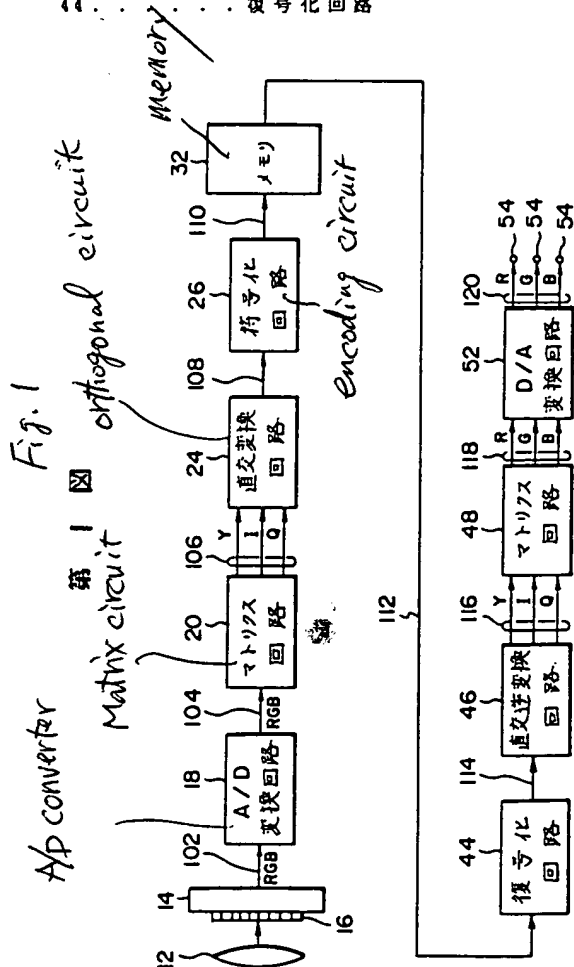 44. . . . . . . 復号化回路
Fig. 1
第 1 図
A/D converter
Matrix circuit
orthogonal circuik
encoding circuit
memory
12
14
16
102
RGB
18
A/D
変換回路
104
RGB
20
マトリクス
回路
106
Y
I
Q
24
直交変換
回路
108
26
符号化
回路
110
32
メモリ
112
44
復号化
回路
114
46
直交逆変換
回路
116
Y
I
Q
48
マトリクス
回路
118
R
G
B
52
D/A
変換回路
120
R
G
B
54
54
54